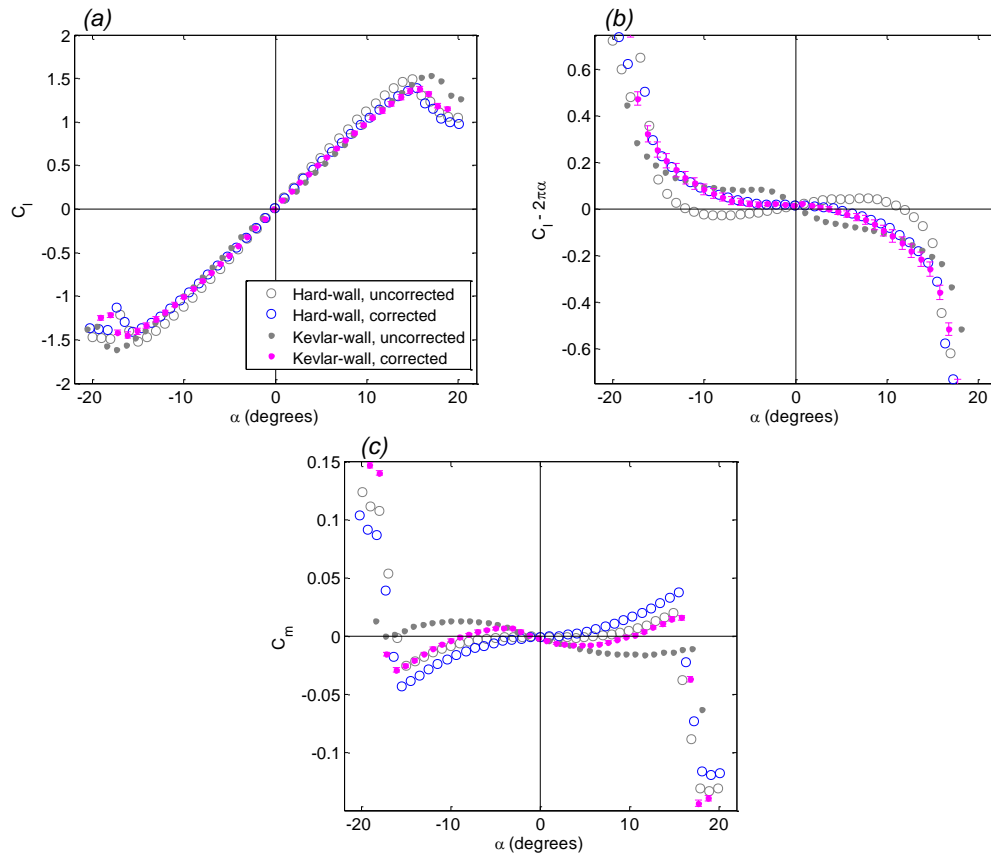 (a)
2
1.5
1
0.5
0
-0.5
-1
-1.5
-2
-20 -10 0 10 20
C_l
α (degrees)
Hard-wall, uncorrected
Hard-wall, corrected
Kevlar-wall, uncorrected
Kevlar-wall, corrected
(b)
0.6
0.4
0.2
0
-0.2
-0.4
-0.6
-20 -10 0 10 20
C_l - 2πα
α (degrees)
(c)
0.15
0.1
0.05
0
-0.05
-0.1
-20 -10 0 10 20
C_m
α (degrees)